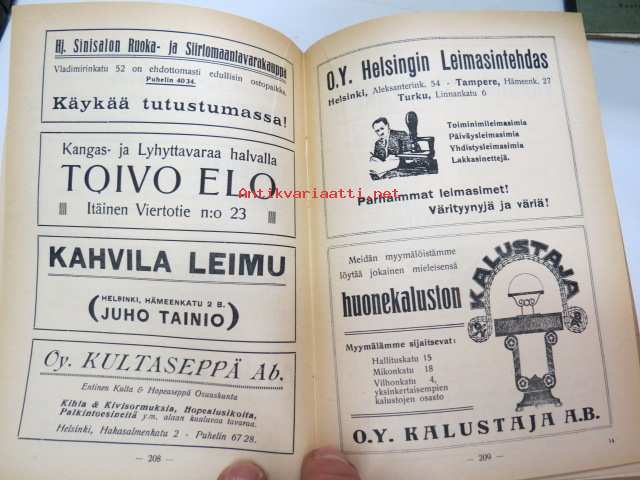 Hj. Sinisalon Ruoka- ja Siirtomaantavarakauppa
Vladimirinkatu 52 on ehdottomasti edullisin ostopaikka.
Puhelin 40 34.
Käykää tutustumassa!
Kangas- ja Lyhyttavaraa halvalla
TOIVO ELO
Itäinen Viertotie n:o 23
KAHVILA LEIMU
HELSINKI, HÄMEENKATU 2 B.
(JUHO TAINIO)
Oy. KULTASEPPÄ Ab.
Entinen Kulta & Hopeaseppä Osuuskunta
Kihla & Kivisormuksia, Hopealusikoita,
Palkintoesineitä y.m. alaan kuuluvaa tavaraa.
Helsinki, Hakasalmenkatu 2 - Puhelin 67 28.
— 208 —
O.Y. Helsingin Leimasintehdas
Helsinki, Aleksanterink. 54 - Tampere, Hämeenk. 27
Turku, Linnankatu 6
Toiminimileimasimia
Päiväysleimasimia
Yhdistysleimasimia
Lakkasinettejä.
Parhaimmat leimasimet!
Värityynyjä ja väriä!
Meidän myymälöistämme
löytää jokainen mieleisensä
huonekaluston
Myymälämme sijaitsevat:
Hallituskatu 15
Mikonkatu 18
Vilhonkatu 4,
yksinkertaisempien
kalustojen osasto
KALUSTAJA
O.Y. KALUSTAJA A.B.
— 209 —
14
Antikvariaatti.net